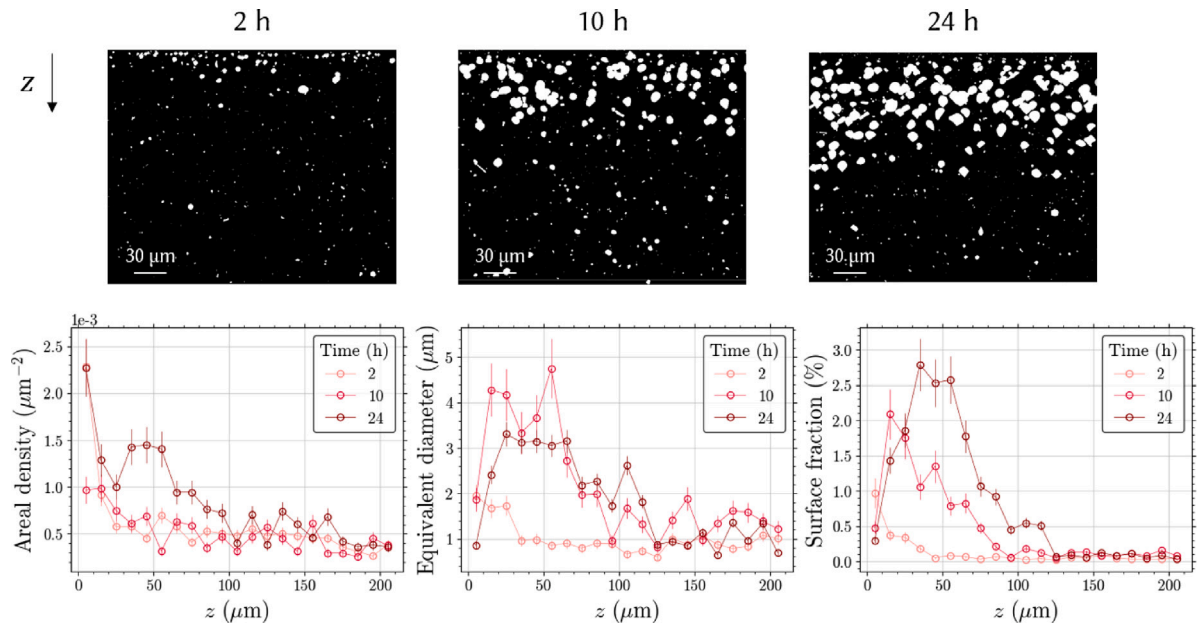 2 h
10 h
24 h
z
30 μm
30 μm
30 μm
1e-3
Areal density (μm⁻²)
2.5
2.0
1.5
1.0
0.5
0
50
100
150
200
z (μm)
Time (h)
2
10
24
Equivalent diameter (μm)
5
4
3
2
1
0
50
100
150
200
z (μm)
Time (h)
2
10
24
Surface fraction (%)
3.0
2.5
2.0
1.5
1.0
0.5
0.0
0
50
100
150
200
z (μm)
Time (h)
2
10
24